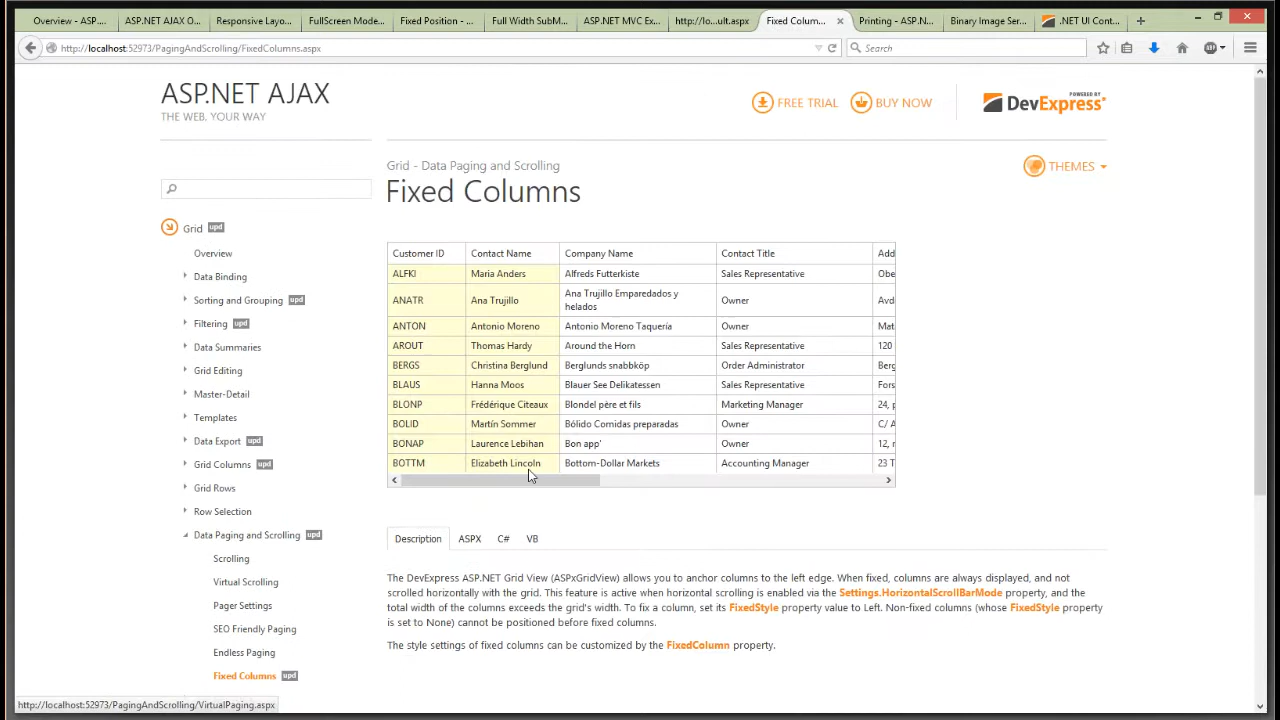 Overview - ASP.... ASP.NET AJAX O... Responsive Layo... FullScreen Mode... Fixed Position - ... Full Width SubM... ASP.NET MVC Ex... http://lo...ult.aspx Fixed Colum... × Printing - ASP.N... Binary Image Ser... .NET UI Cont... +
http://localhost:52973/PagingAndScrolling/FixedColumns.aspx Search ABP
ASP.NET AJAX
THE WEB. YOUR WAY
FREE TRIAL BUY NOW
POWERED BY
DevExpress
Grid - Data Paging and Scrolling
Fixed Columns
THEMES
Grid upd
Overview
Data Binding
Sorting and Grouping upd
Filtering upd
Data Summaries
Grid Editing
Master-Detail
Templates
Data Export upd
Grid Columns upd
Grid Rows
Row Selection
Data Paging and Scrolling upd
Scrolling
Virtual Scrolling
Pager Settings
SEO Friendly Paging
Endless Paging
Fixed Columns upd
Customer ID Contact Name Company Name Contact Title Add
ALFKI Maria Anders Alfreds Futterkiste Sales Representative Obe
ANATR Ana Trujillo Ana Trujillo Emparedados y helados Owner Avd
ANTON Antonio Moreno Antonio Moreno Taquería Owner Mat
AROUT Thomas Hardy Around the Horn Sales Representative 120
BERGS Christina Berglund Berglunds snabbköp Order Administrator Berg
BLAUS Hanna Moos Blauer See Delikatessen Sales Representative Fors
BLONP Frédérique Citeaux Blondel père et fils Marketing Manager 24, p
BOLID Martín Sommer Bólido Comidas preparadas Owner C/ A
BONAP Laurence Lebihan Bon app' Owner 12, r
BOTTM Elizabeth Lincoln Bottom-Dollar Markets Accounting Manager 23 T
Description ASPX C# VB
The DevExpress ASP.NET Grid View (ASPxGridView) allows you to anchor columns to the left edge. When fixed, columns are always displayed, and not
scrolled horizontally with the grid. This feature is active when horizontal scrolling is enabled via the Settings.HorizontalScrollBarMode property, and the
total width of the columns exceeds the grid's width. To fix a column, set its FixedStyle property value to Left. Non-fixed columns (whose FixedStyle property
is set to None) cannot be positioned before fixed columns.
The style settings of fixed columns can be customized by the FixedColumn property.
http://localhost:52973/PagingAndScrolling/VirtualPaging.aspx